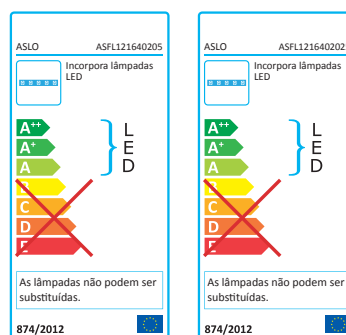 ASLO ASFL121640205
Incorpora lâmpadas
LED
A++
A+
A
B
C
D
E
L
E
D
As lâmpadas não podem ser
substituídas.
874/2012
ASLO ASFL12164020
Incorpora lâmpadas
LED
A++
A+
A
B
C
D
E
L
E
D
As lâmpadas não podem ser
substituídas.
874/2012